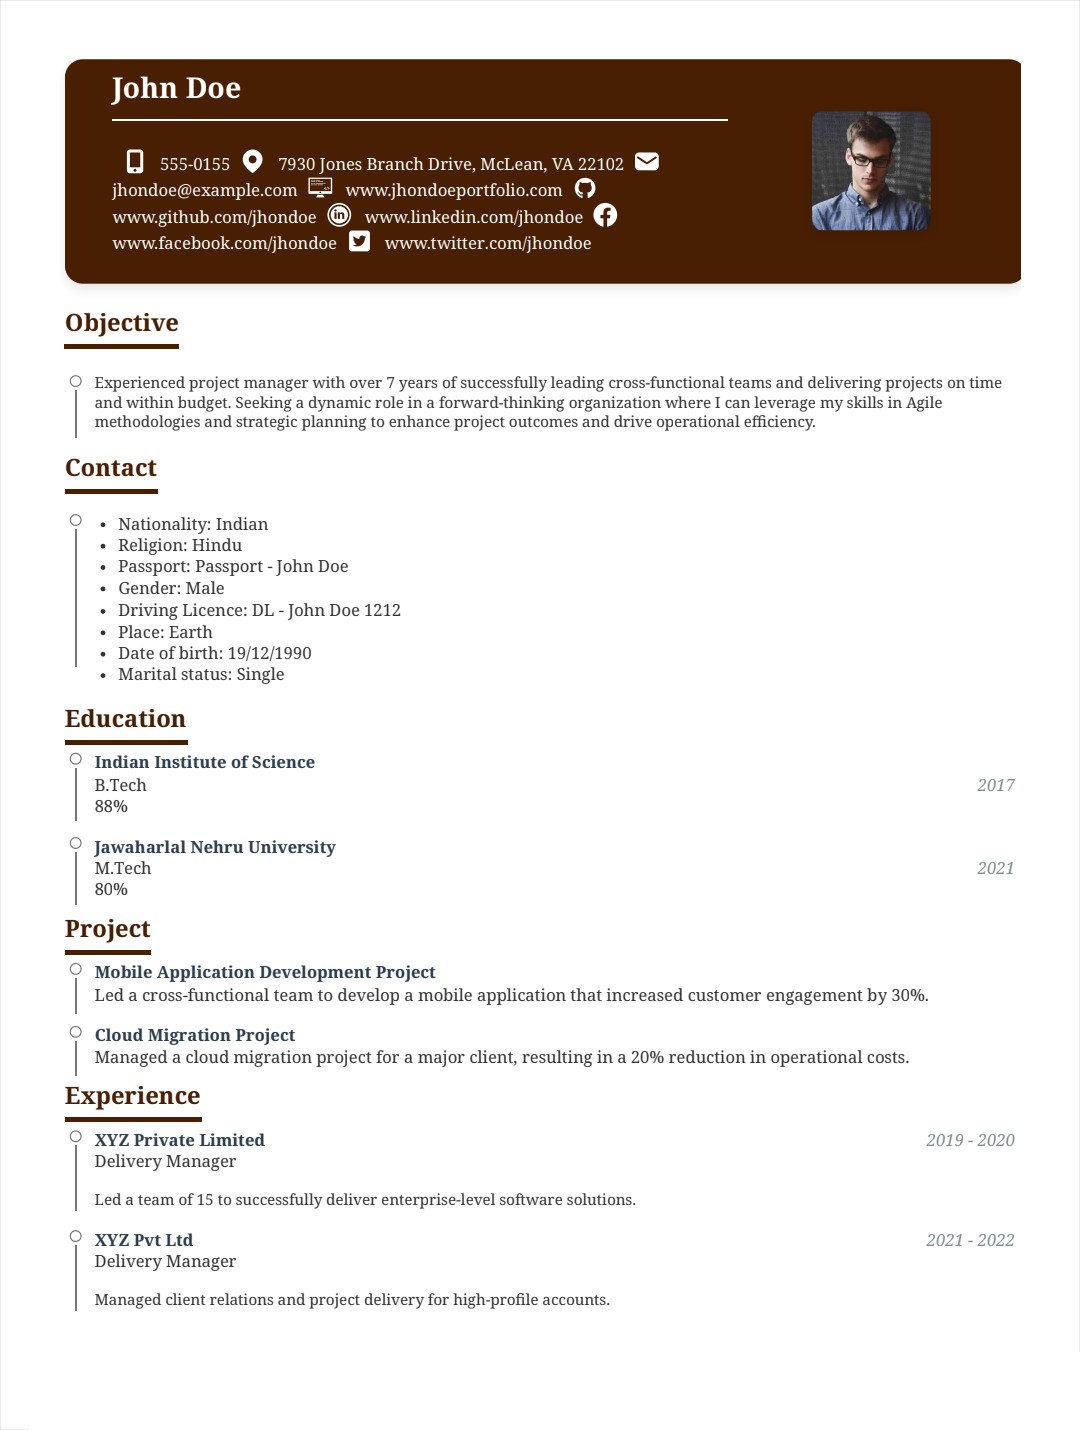 John Doe
555-0155 7930 Jones Branch Drive, McLean, VA 22102
jhondoe@example.com www.jhondoeportfolio.com
www.github.com/jhondoe www.linkedin.com/jhondoe
www.facebook.com/jhondoe www.twitter.com/jhondoe
Objective
Experienced project manager with over 7 years of successfully leading cross-functional teams and delivering projects on time
and within budget. Seeking a dynamic role in a forward-thinking organization where I can leverage my skills in Agile
methodologies and strategic planning to enhance project outcomes and drive operational efficiency.
Contact
• Nationality: Indian
• Religion: Hindu
• Passport: Passport - John Doe
• Gender: Male
• Driving Licence: DL - John Doe 1212
• Place: Earth
• Date of birth: 19/12/1990
• Marital status: Single
Education
Indian Institute of Science
B.Tech 2017
88%
Jawaharlal Nehru University
M.Tech 2021
80%
Project
Mobile Application Development Project
Led a cross-functional team to develop a mobile application that increased customer engagement by 30%.
Cloud Migration Project
Managed a cloud migration project for a major client, resulting in a 20% reduction in operational costs.
Experience
XYZ Private Limited 2019 - 2020
Delivery Manager
Led a team of 15 to successfully deliver enterprise-level software solutions.
XYZ Pvt Ltd 2021 - 2022
Delivery Manager
Managed client relations and project delivery for high-profile accounts.